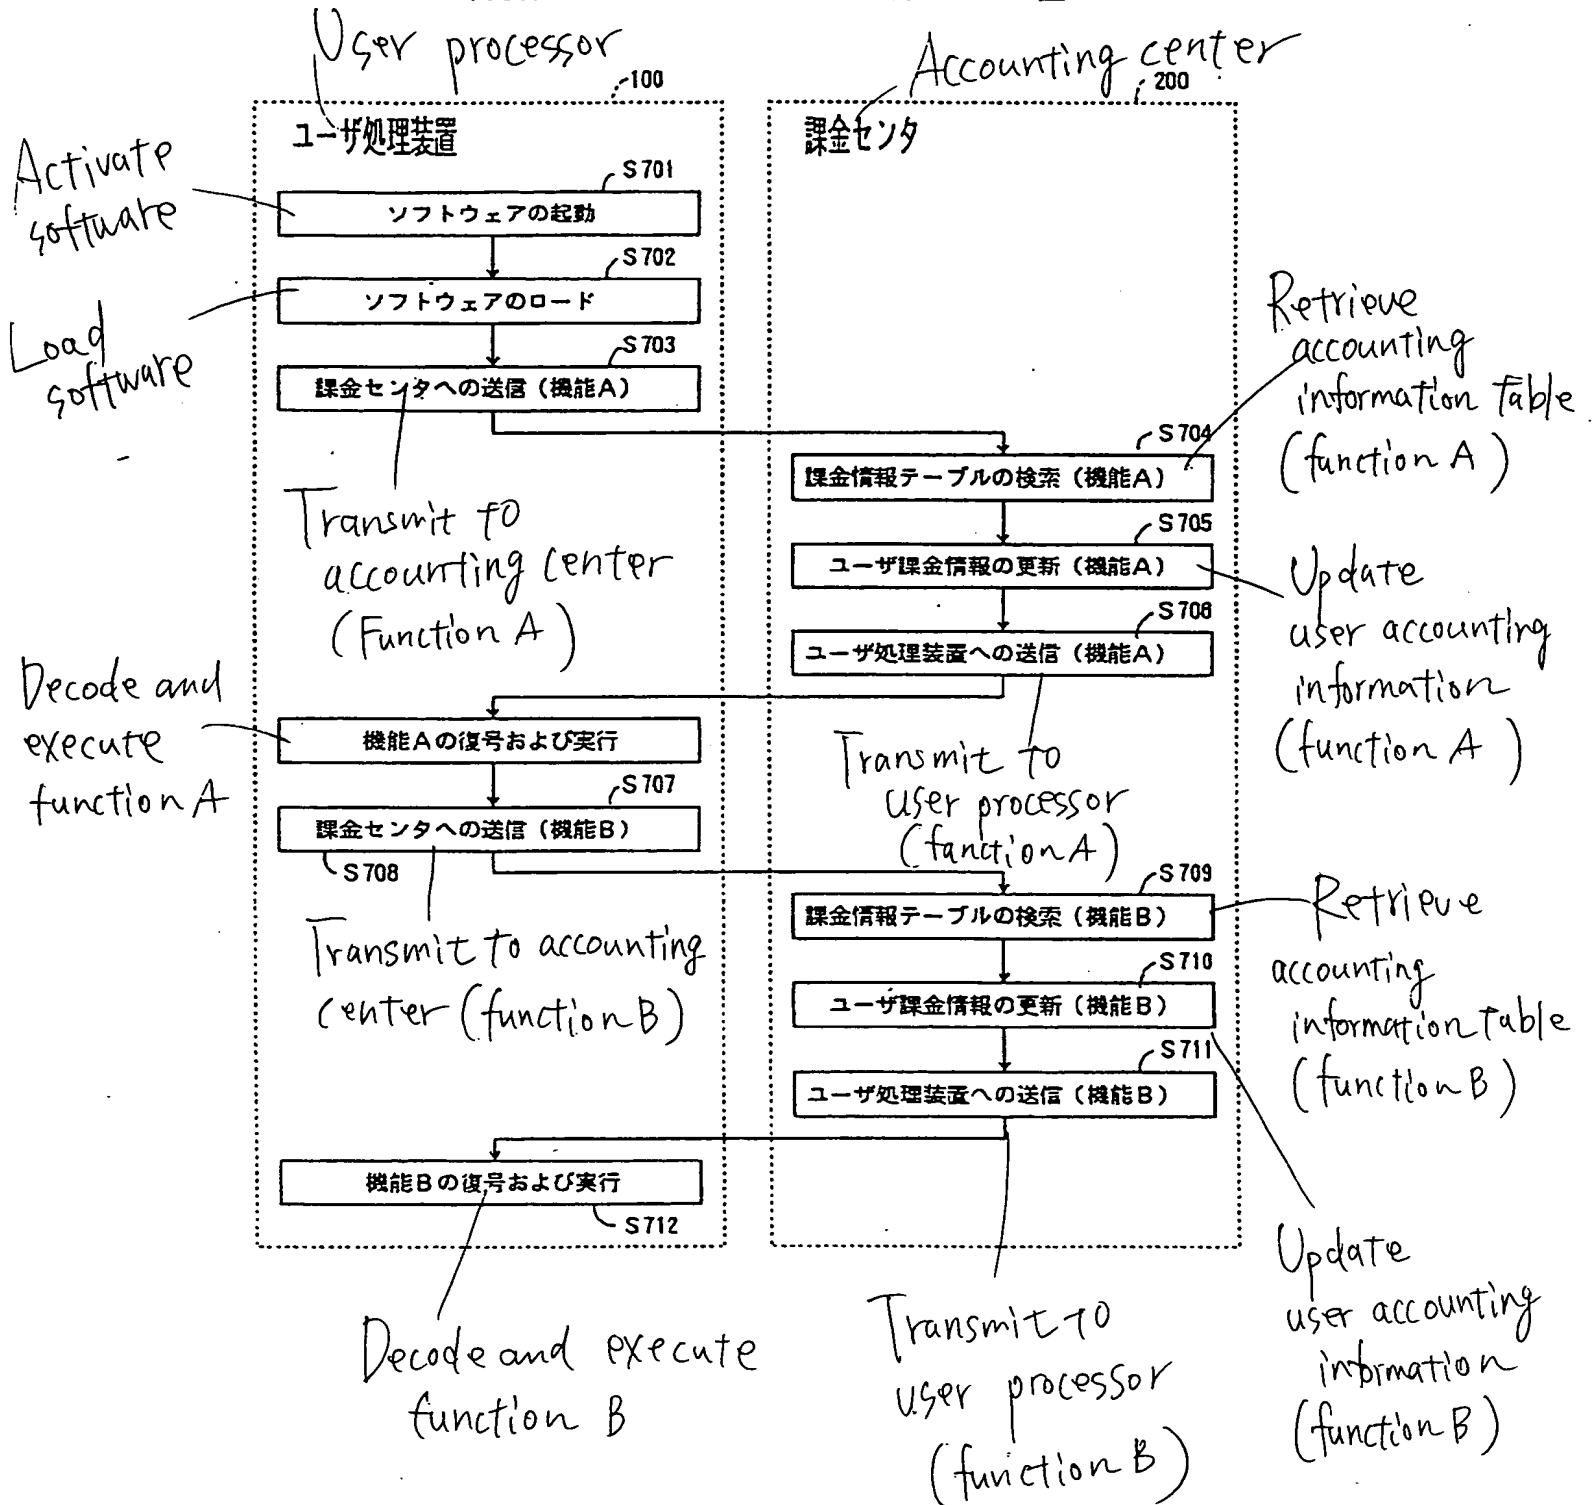 User processor
Accounting center
100
200
ユーザ処理装置
課金センタ
Activate
software
S701
ソフトウェアの起動
S702
ソフトウェアのロード
Load
software
S703
課金センタへの送信(機能A)
Retrieve
accounting
information Table
(function A)
S704
課金情報テーブルの検索(機能A)
Transmit to
accounting center
(Function A)
S705
ユーザ課金情報の更新(機能A)
Update
user accounting
information
(function A)
S706
ユーザ処理装置への送信(機能A)
Decode and
execute
function A
機能Aの復号および実行
S707
Transmit to
user processor
(fanction A)
課金センタへの送信(機能B)
S708
S709
課金情報テーブルの検索(機能B)
Retrieve
accounting
information Table
(function B)
Transmit to accounting
center (function B)
S710
ユーザ課金情報の更新(機能B)
S711
ユーザ処理装置への送信(機能B)
機能Bの復号および実行
S712
Update
user accounting
information
(function B)
Decode and execute
function B
Transmit to
user processor
(function B)